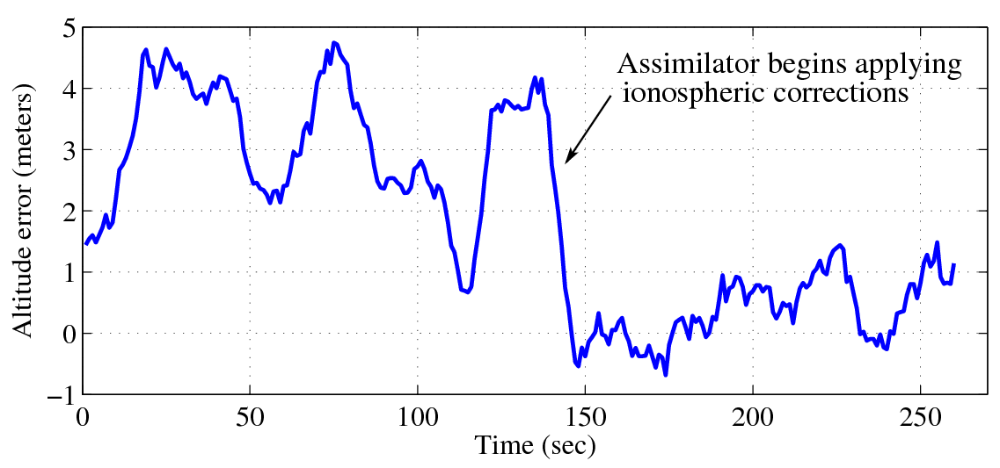 5
4
3
2
1
0
−1
Altitude error (meters)
Assimilator begins applying
ionospheric corrections
0 50 100 150 200 250
Time (sec)